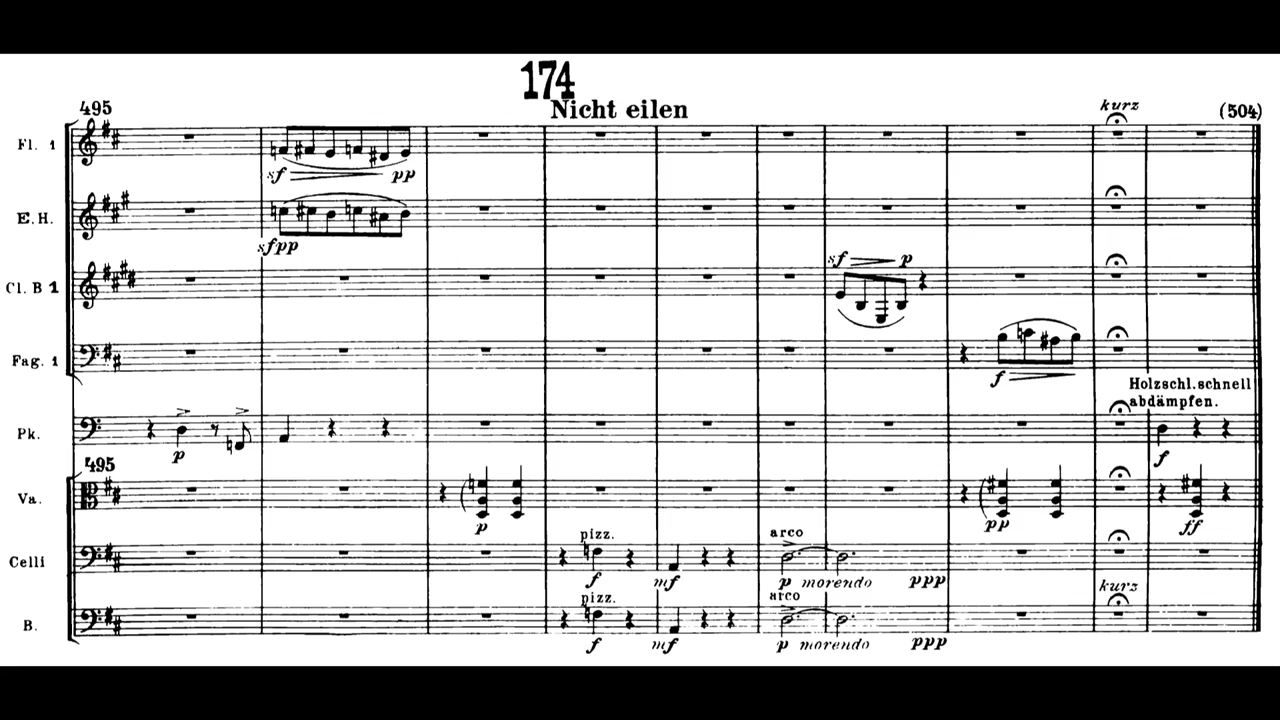 174
495 Nicht eilen kurz (504)
Fl. 1
sf pp
E.H.
sfpp
sf p
Cl. B 1
Fag. 1
f
Holzschl. schnell
abdämpfen.
Pk.
p f
495
Va.
p pp ff
pizz. arco
Celli
f mf p morendo ppp kurz
pizz. arco
B.
f mf p morendo ppp